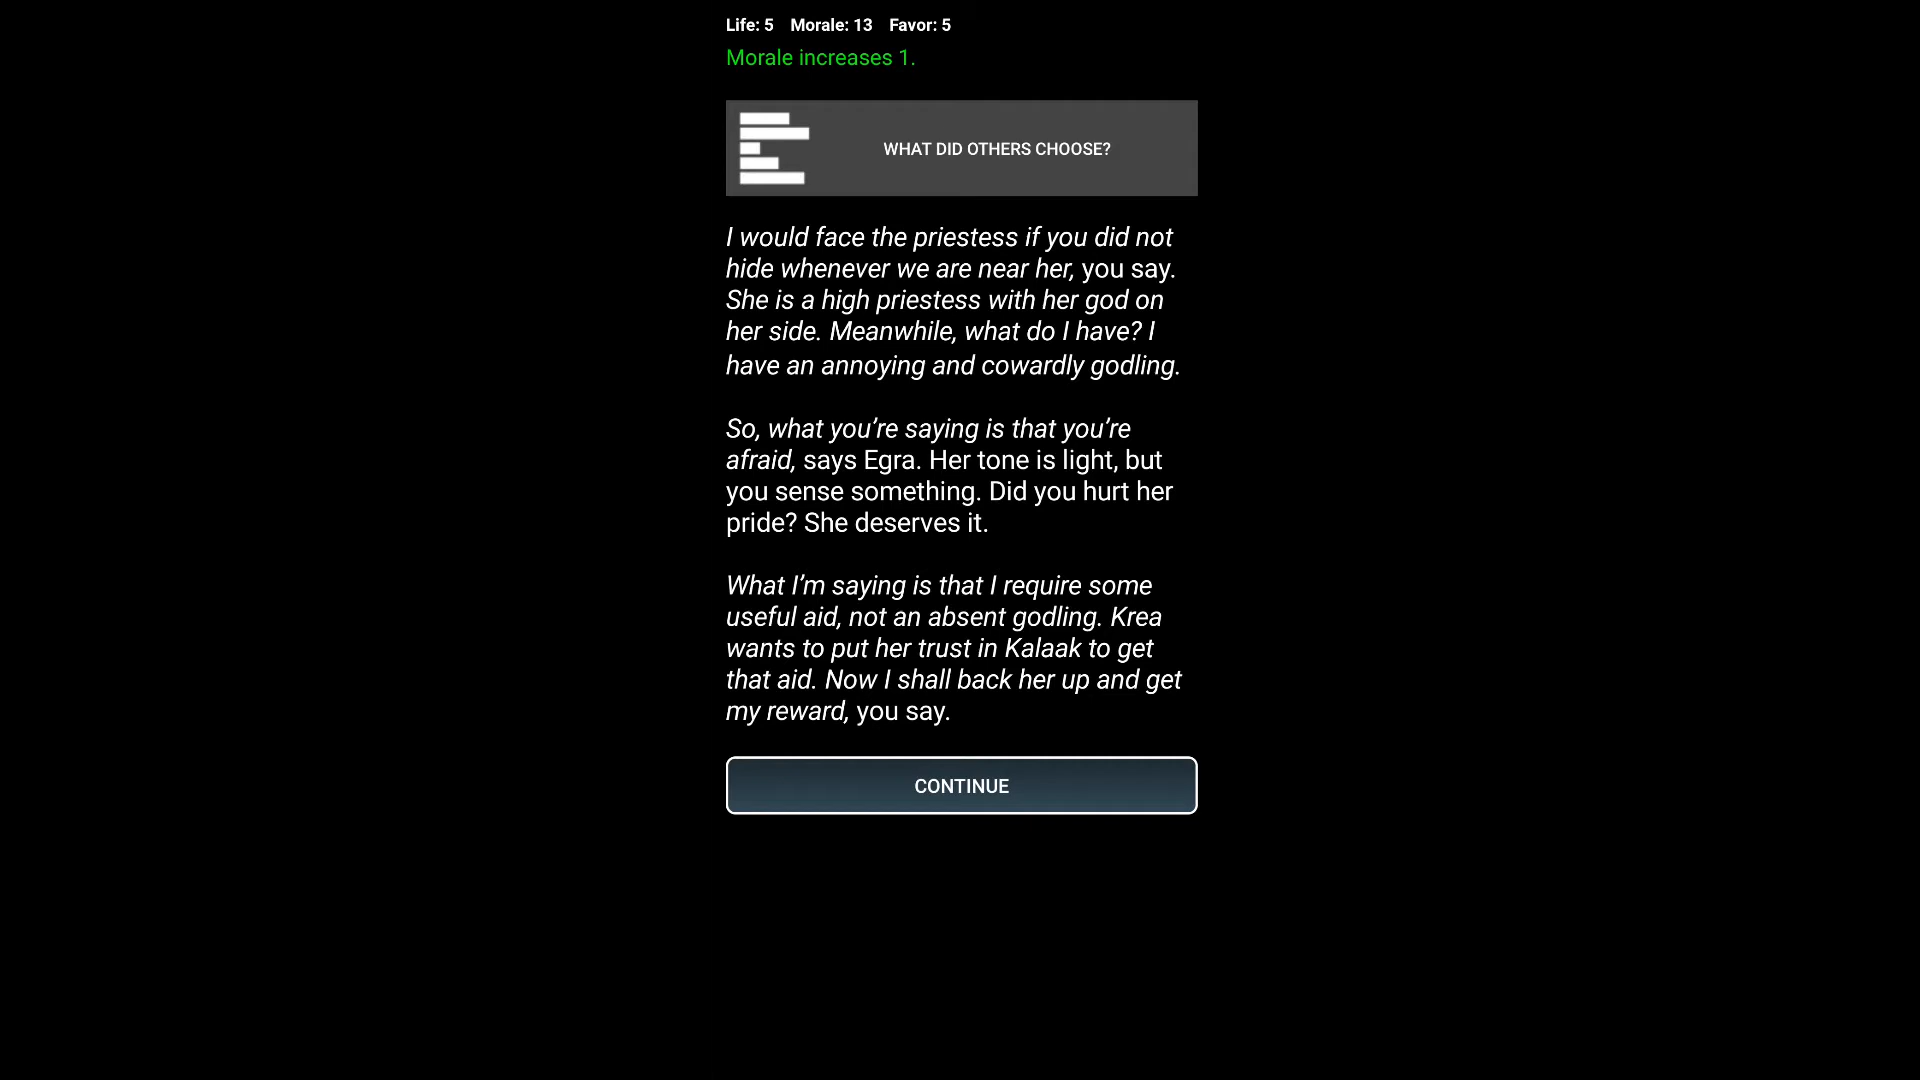 Life: 5 Morale: 13 Favor: 5
Morale increases 1.
WHAT DID OTHERS CHOOSE?
I would face the priestess if you did not
hide whenever we are near her, you say.
She is a high priestess with her god on
her side. Meanwhile, what do I have? I
have an annoying and cowardly godling.
So, what you’re saying is that you’re
afraid, says Egra. Her tone is light, but
you sense something. Did you hurt her
pride? She deserves it.
What I’m saying is that I require some
useful aid, not an absent godling. Krea
wants to put her trust in Kalaak to get
that aid. Now I shall back her up and get
my reward, you say.
CONTINUE